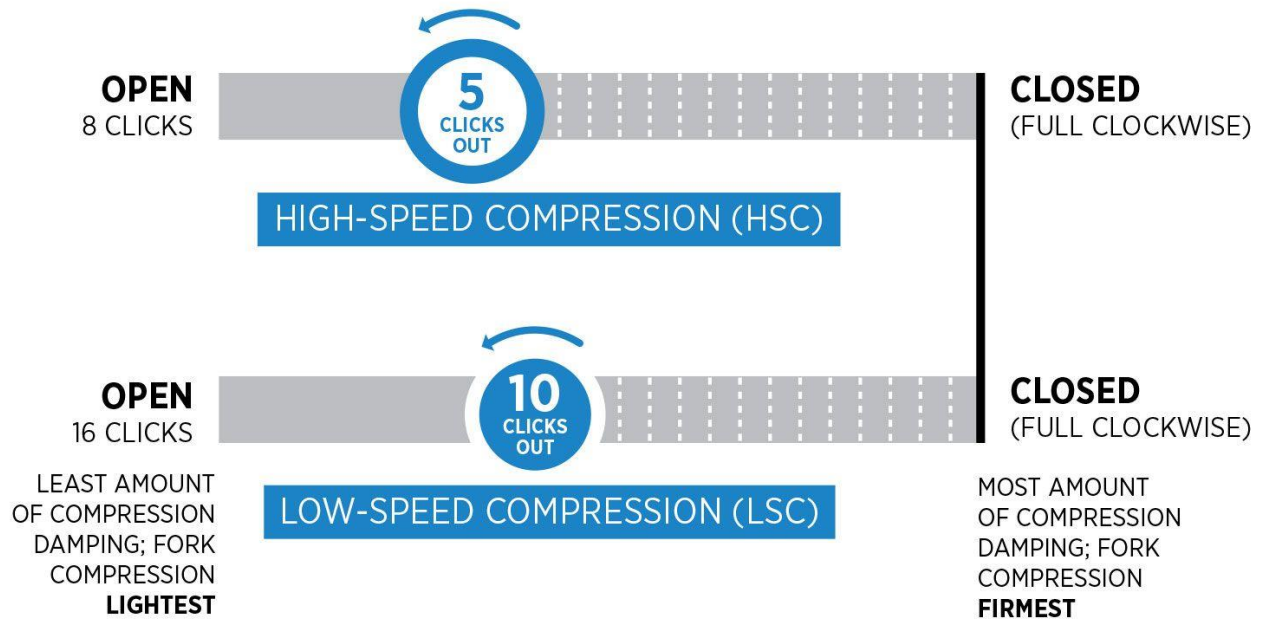 OPEN
8 CLICKS
5
CLICKS
OUT
CLOSED
(FULL CLOCKWISE)
HIGH-SPEED COMPRESSION (HSC)
OPEN
16 CLICKS
10
CLICKS
OUT
CLOSED
(FULL CLOCKWISE)
LEAST AMOUNT
OF COMPRESSION
DAMPING; FORK
COMPRESSION
LIGHTEST
LOW-SPEED COMPRESSION (LSC)
MOST AMOUNT
OF COMPRESSION
DAMPING; FORK
COMPRESSION
FIRMEST